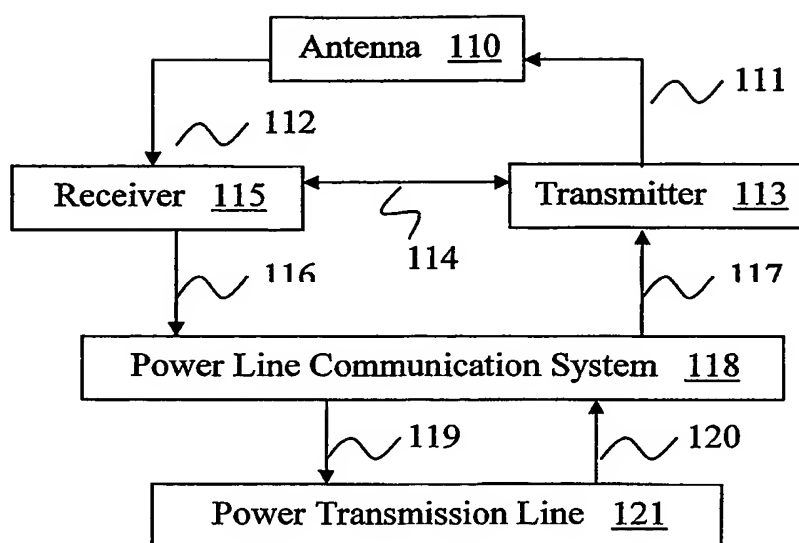 Antenna 110
111
112
Receiver 115
Transmitter 113
114
116
117
Power Line Communication System 118
119
120
Power Transmission Line 121